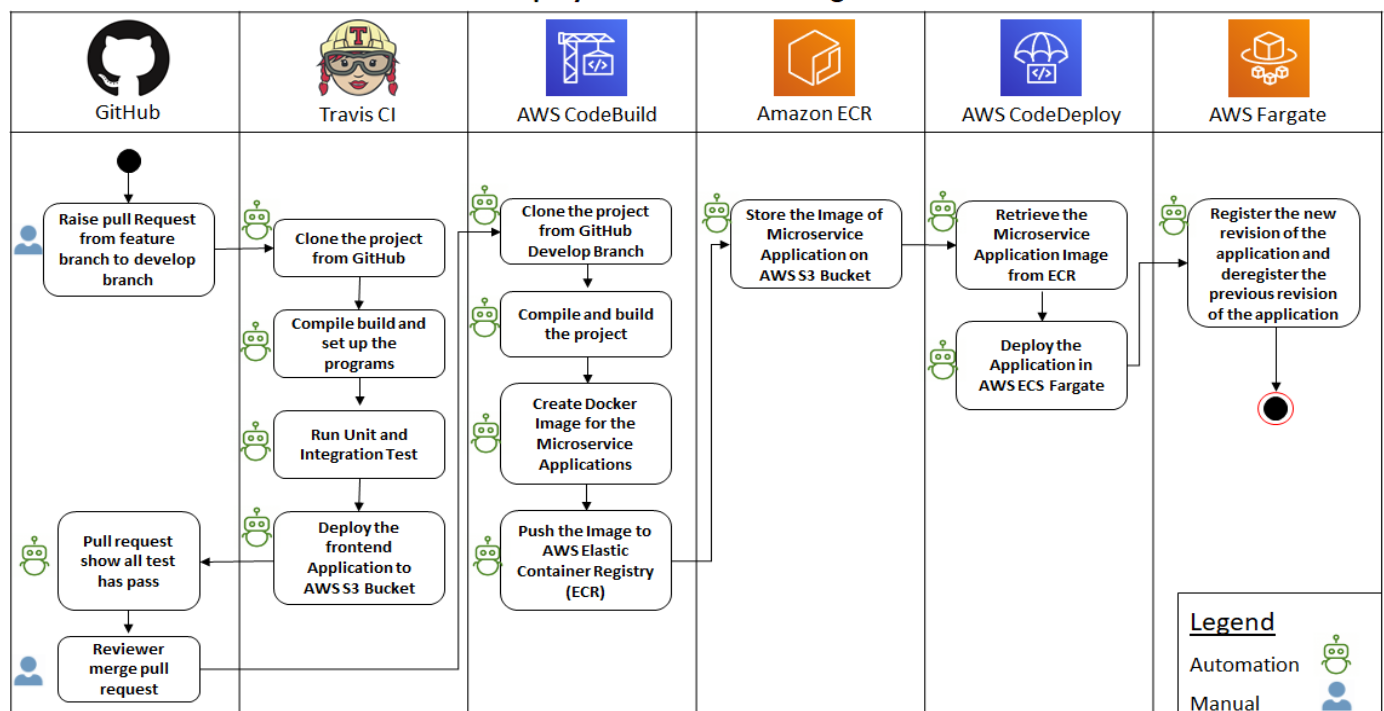 GitHub
Travis CI
AWS CodeBuild
Amazon ECR
AWS CodeDeploy
AWS Fargate
T
Raise pull Request
from feature
branch to develop
branch
Pull request
show all test
has pass
Reviewer
merge pull
request
Clone the project
from GitHub
Compile build and
set up the
programs
Run Unit and
Integration Test
Deploy the
frontend
Application to
AWS S3 Bucket
Clone the project
from GitHub
Develop Branch
Compile and build
the project
Create Docker
Image for the
Microservice
Applications
Push the Image to
AWS Elastic
Container Registry
(ECR)
Store the Image of
Microservice
Application on
AWS S3 Bucket
Retrieve the
Microservice
Application Image
from ECR
Deploy the
Application in
AWS ECS Fargate
Register the new
revision of the
application and
deregister the
previous revision
of the application
Legend
Automation
Manual